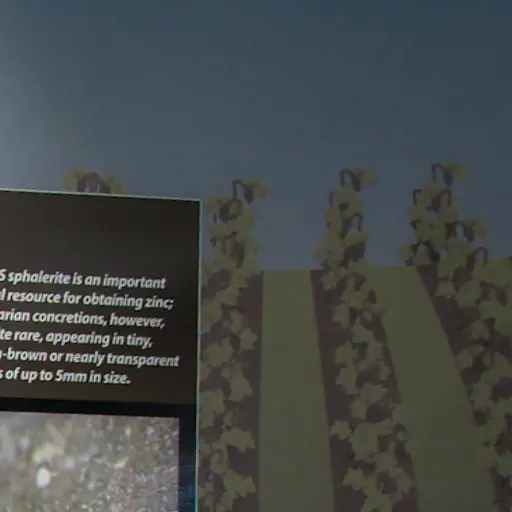 S sphalerite is an important
l resource for obtaining zinc;
arian concretions, however,
te rare, appearing in tiny,
-brown or nearly transparent
s of up to 5mm in size.